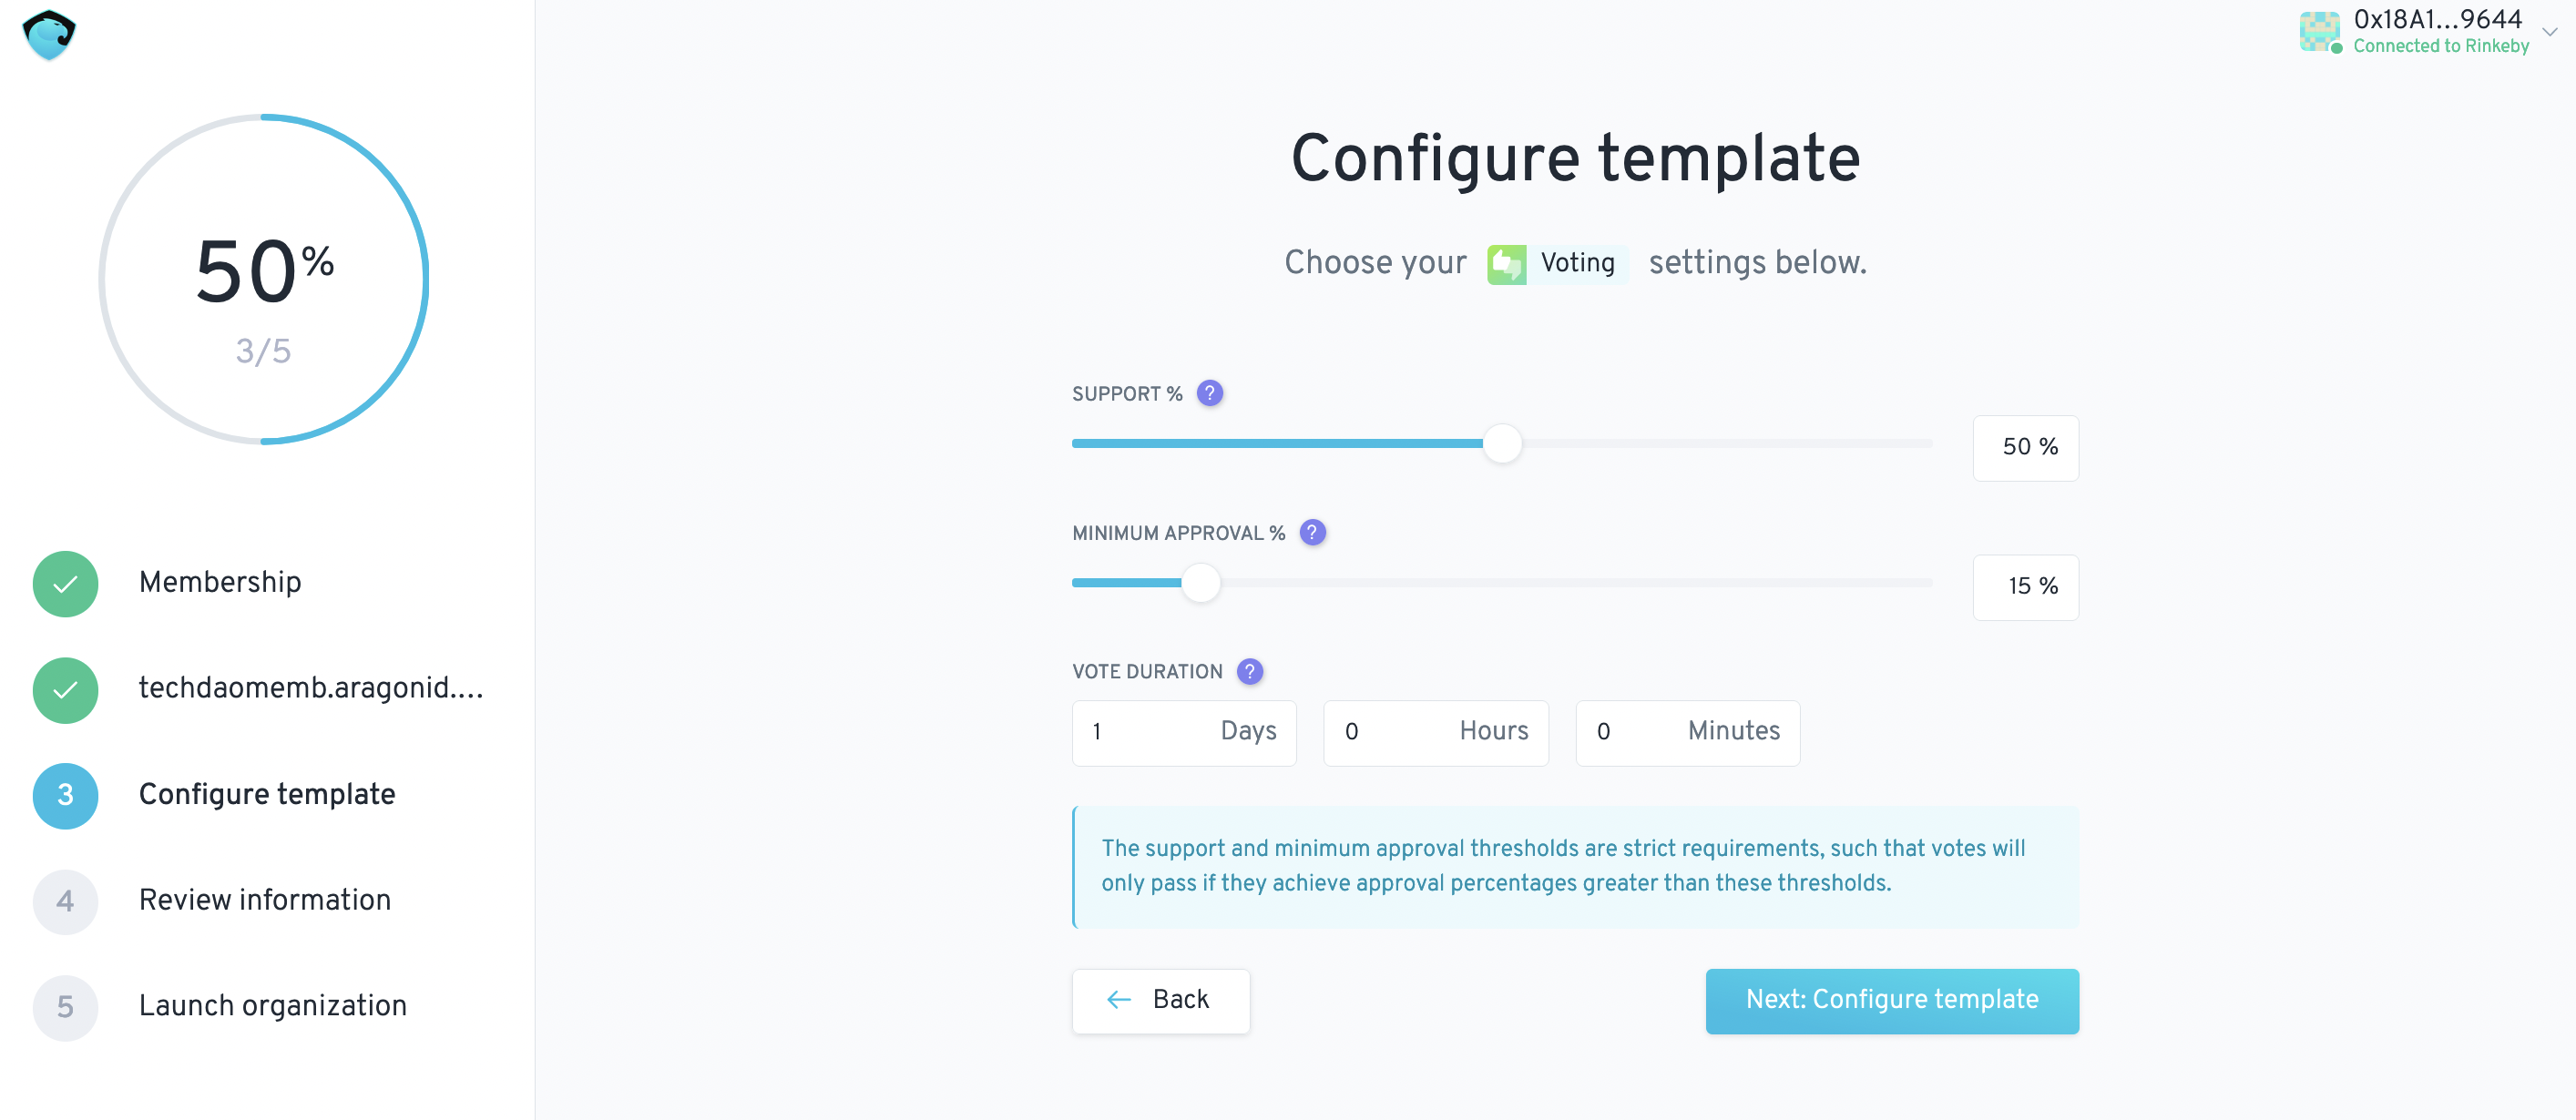 0x18A1...9644
Connected to Rinkeby
50%
3/5
Membership
techdaomemb.aragonid....
3 Configure template
4 Review information
5 Launch organization
Configure template
Choose your Voting settings below.
SUPPORT % ?
50 %
MINIMUM APPROVAL % ?
15 %
VOTE DURATION ?
1 Days 0 Hours 0 Minutes
The support and minimum approval thresholds are strict requirements, such that votes will
only pass if they achieve approval percentages greater than these thresholds.
← Back Next: Configure template